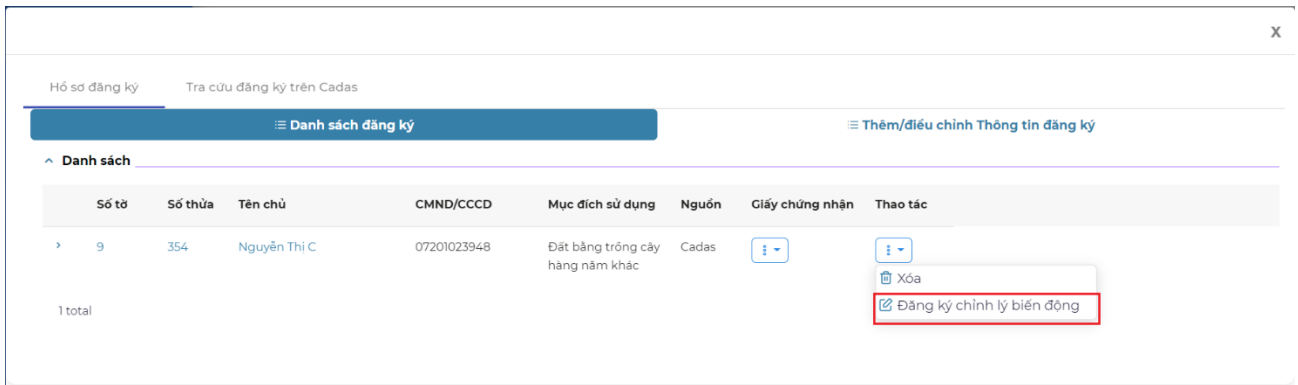 X
Hồ sơ đăng ký Tra cứu đăng ký trên Cadas
Danh sách đăng ký Thêm/điều chỉnh Thông tin đăng ký
Danh sách
Số tờ Số thửa Tên chủ CMND/CCCD Mục đích sử dụng Nguồn Giấy chứng nhận Thao tác
9 354 Nguyễn Thị C 07201023948 Đất bằng trồng cây Cadas
hàng năm khác
Xóa
Đăng ký chỉnh lý biến động
1 total